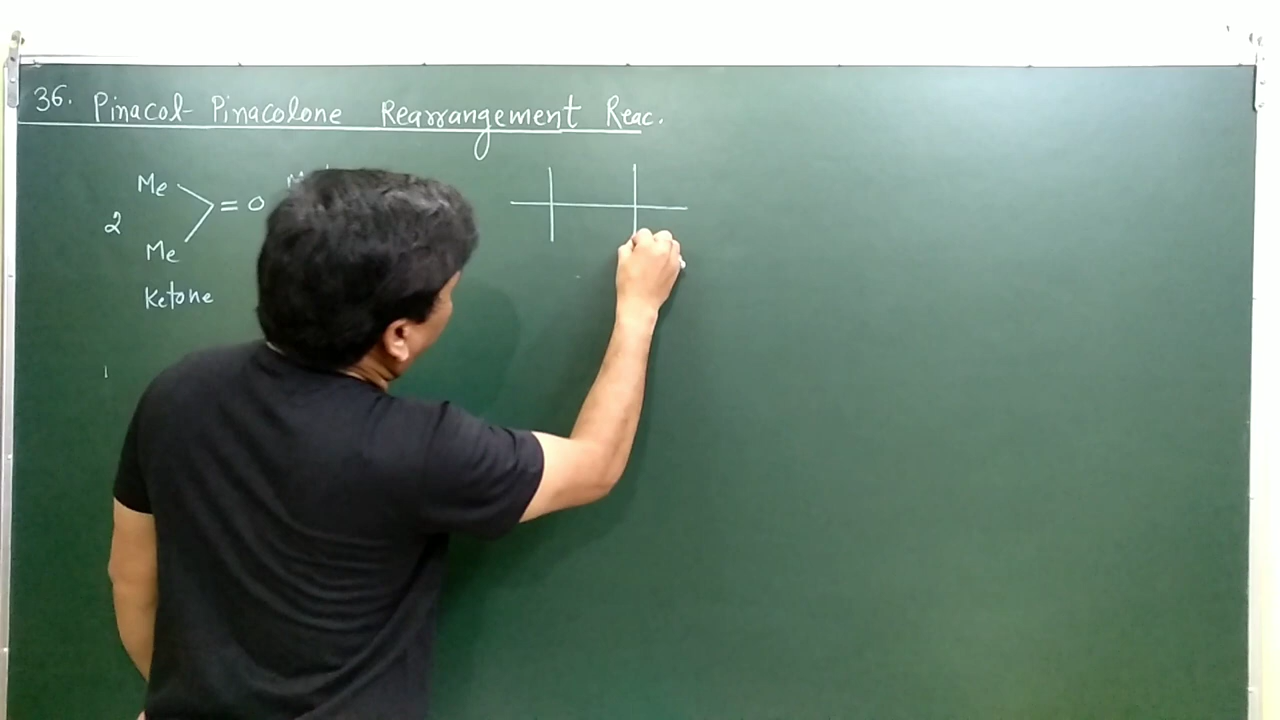 36. Pinacol-Pinacolone Rearrangement Reac.
Me
2 = O
Me
Ketone